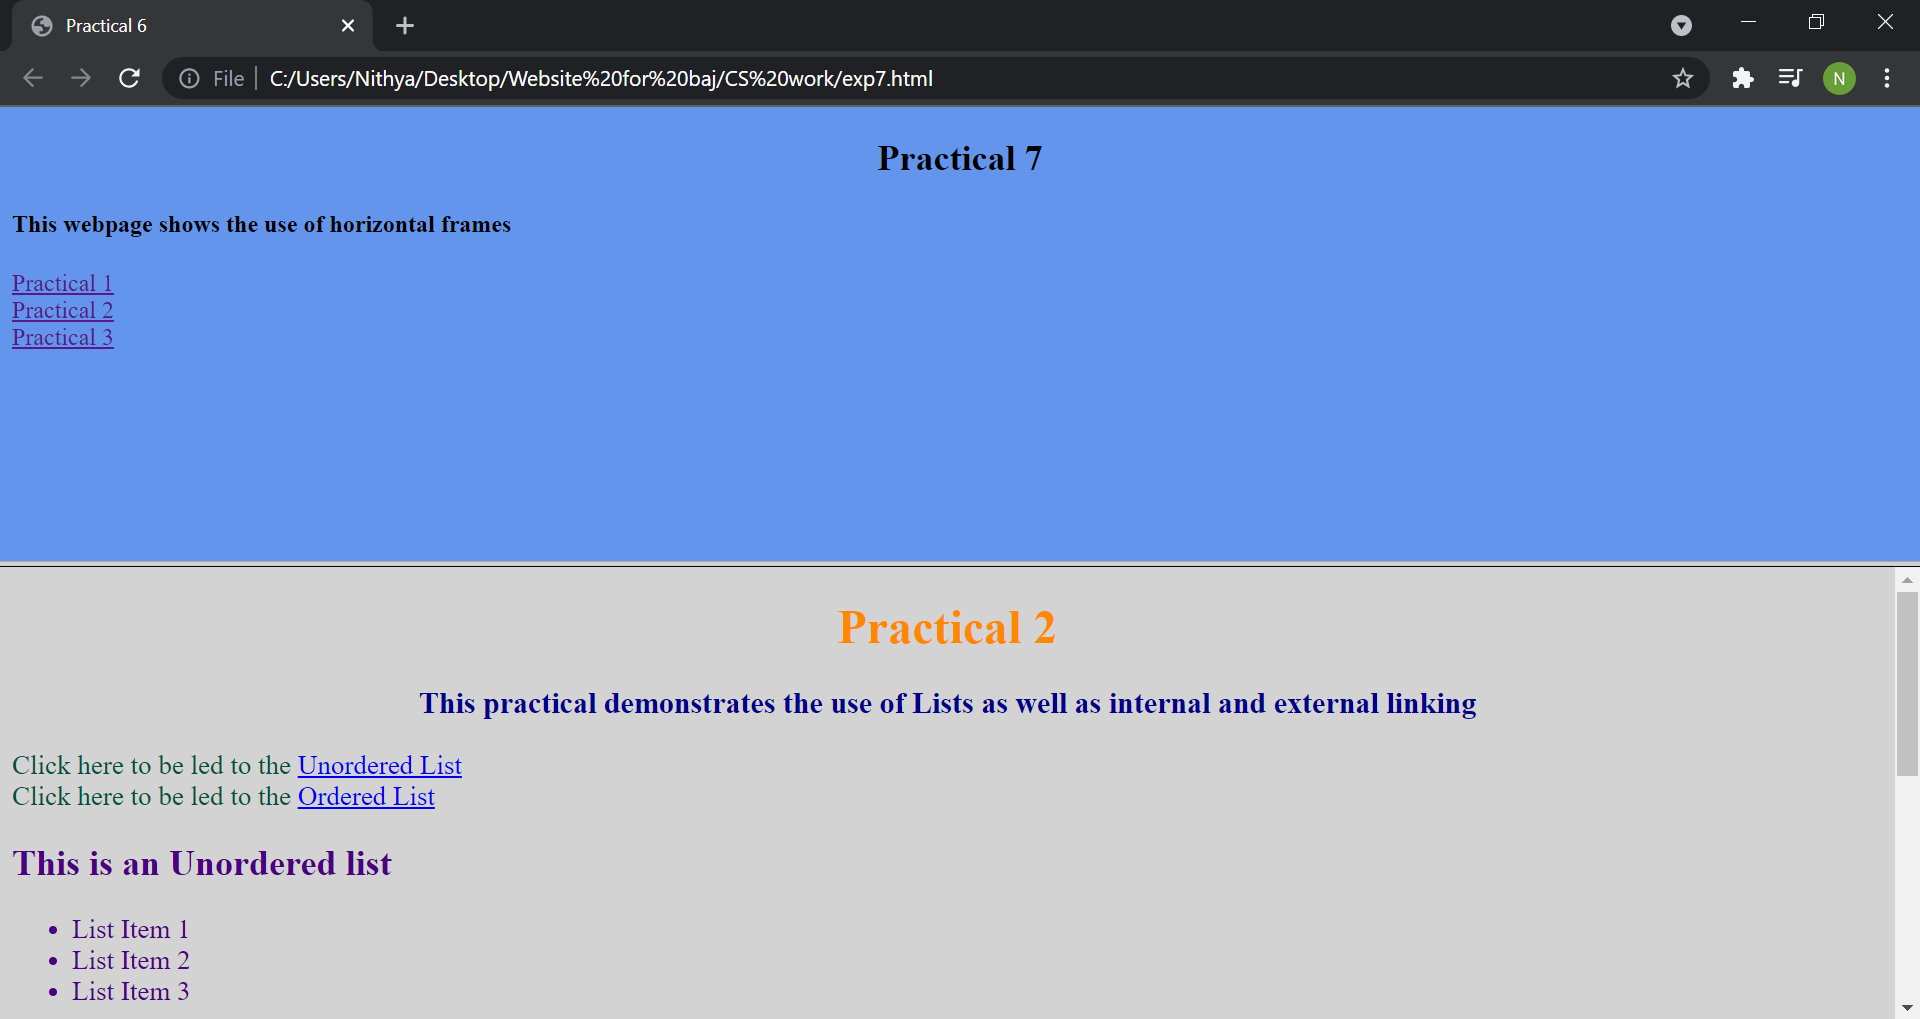 Practical 6
File C:/Users/Nithya/Desktop/Website%20for%20baj/CS%20work/exp7.html
N
Practical 7
This webpage shows the use of horizontal frames
Practical 1
Practical 2
Practical 3
Practical 2
This practical demonstrates the use of Lists as well as internal and external linking
Click here to be led to the Unordered List
Click here to be led to the Ordered List
This is an Unordered list
• List Item 1
• List Item 2
• List Item 3